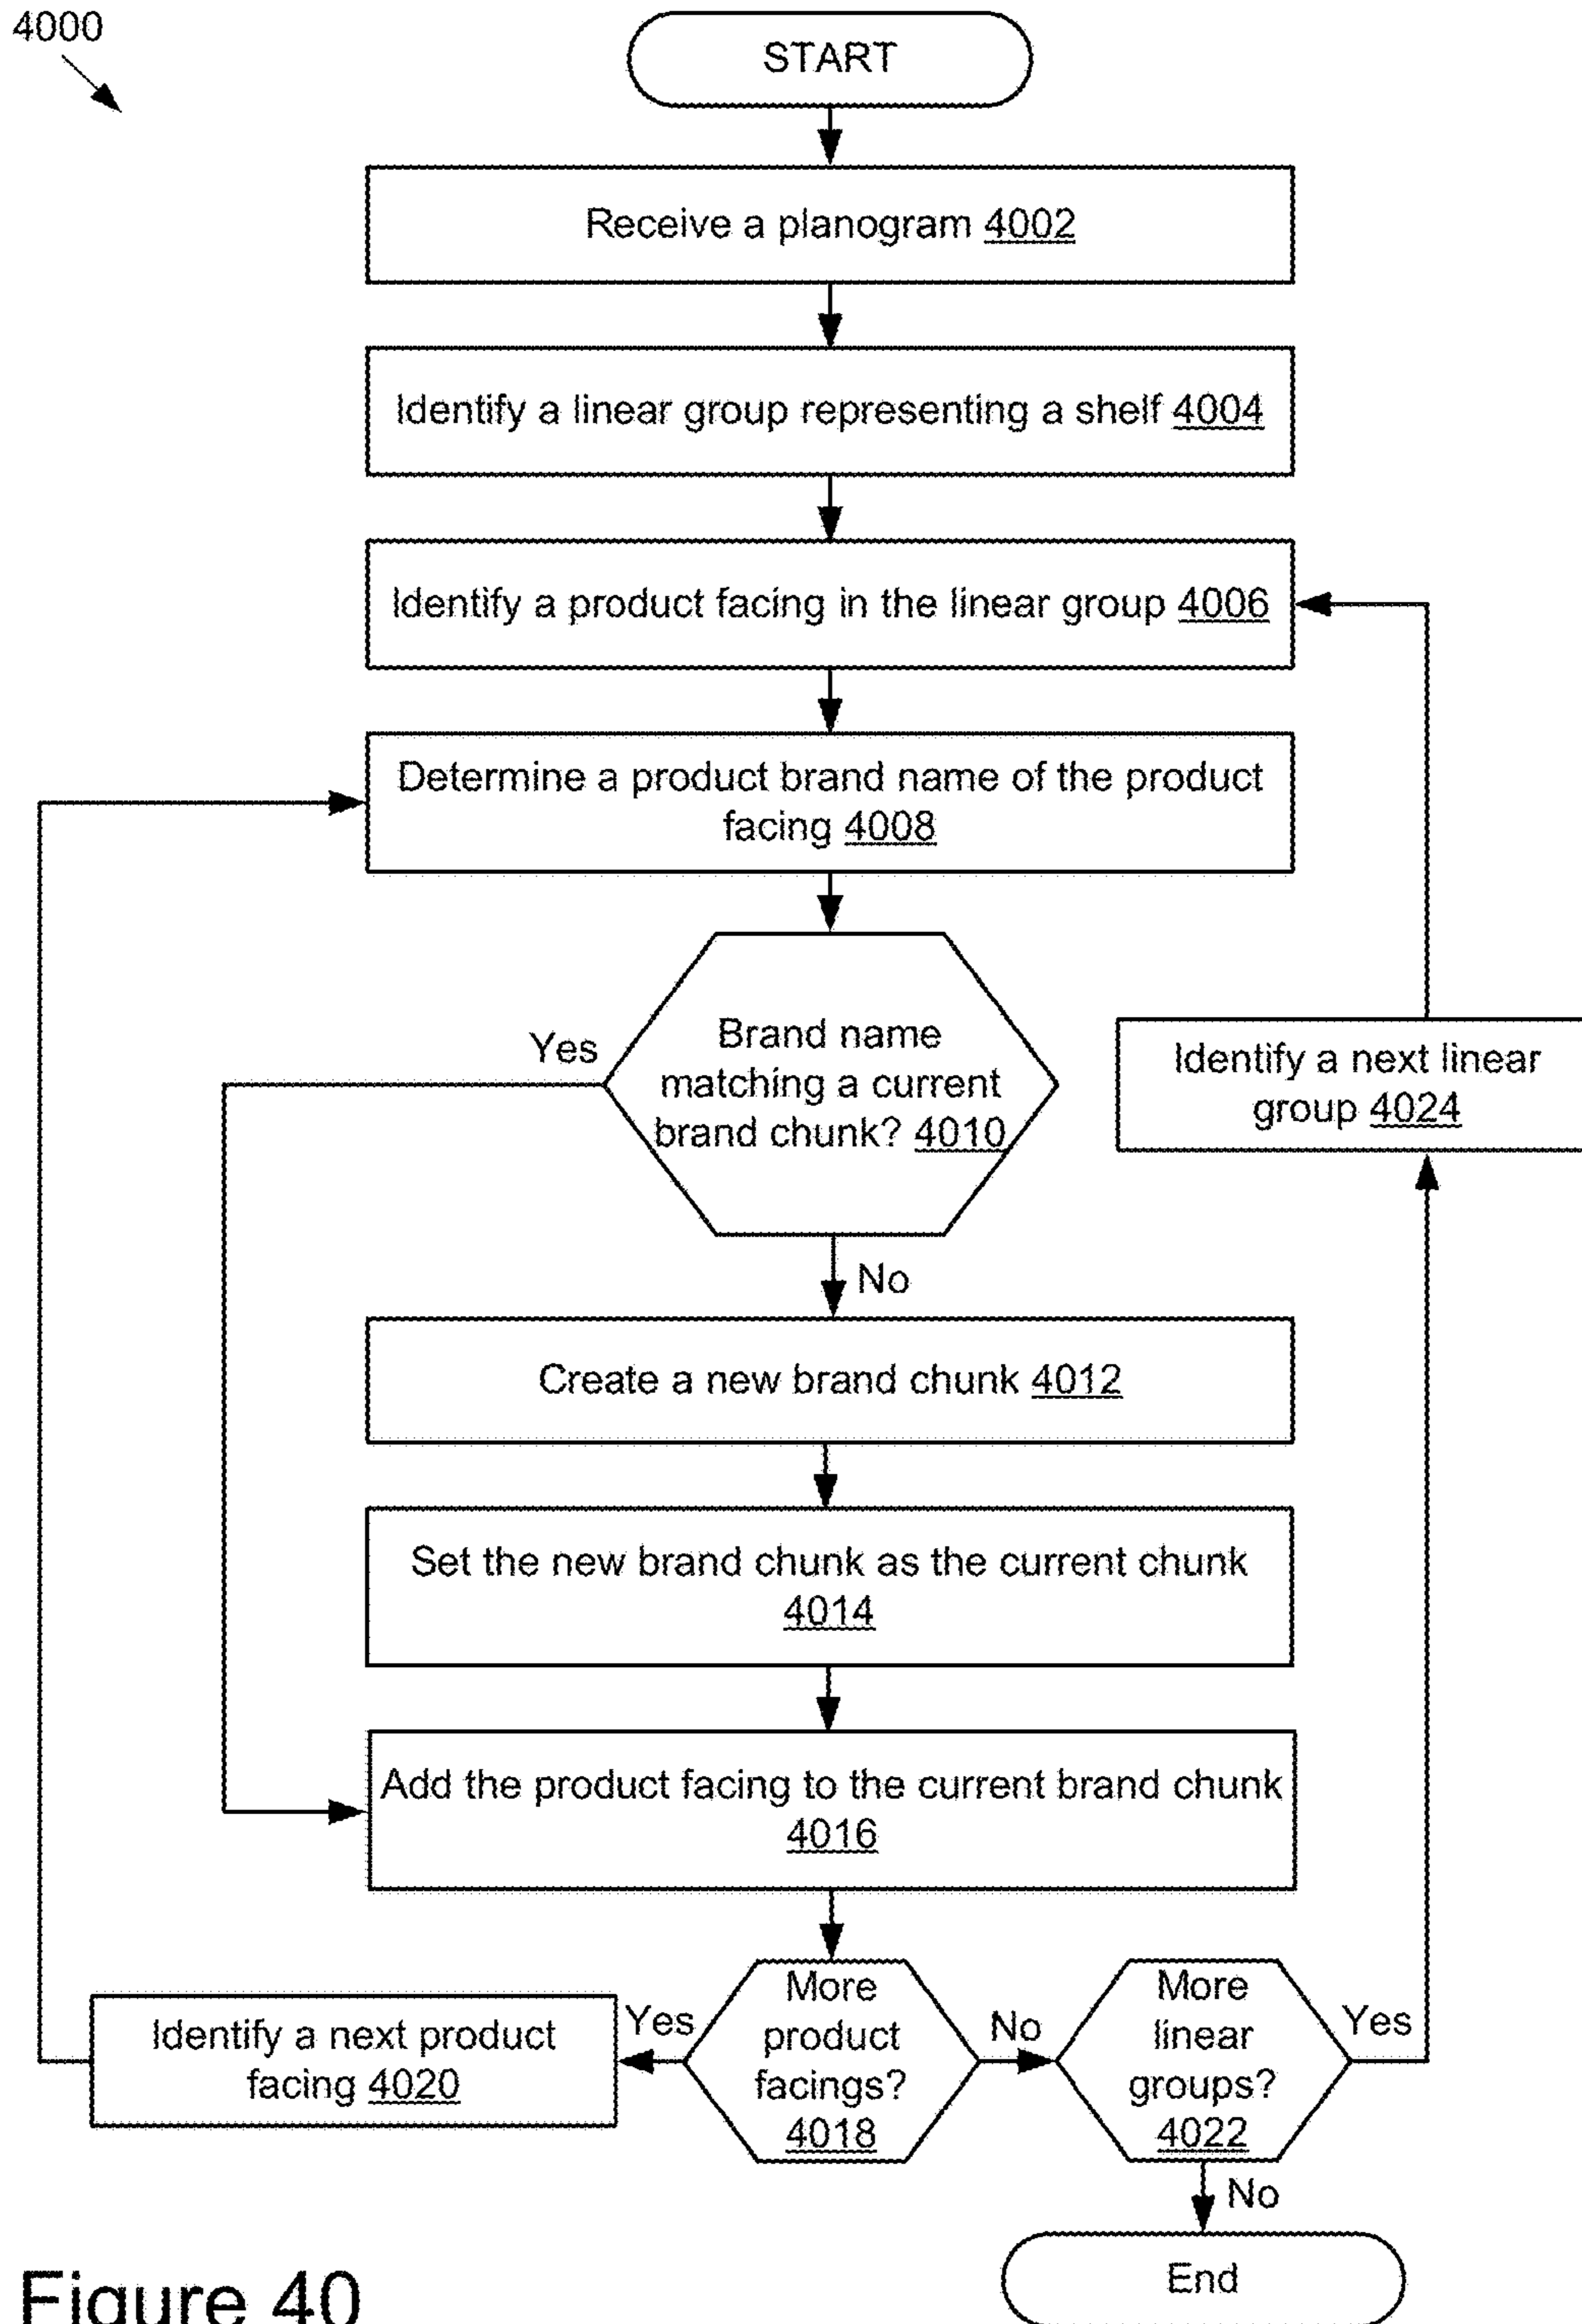 4000
START
Receive a planogram 4002
Identify a linear group representing a shelf 4004
Identify a product facing in the linear group 4006
Determine a product brand name of the product
facing 4008
Yes
Brand name
matching a current
brand chunk? 4010
Identify a next linear
group 4024
No
Create a new brand chunk 4012
Set the new brand chunk as the current chunk
4014
Add the product facing to the current brand chunk
4016
Identify a next product
facing 4020
Yes
More
product
facings?
4018
No
More
linear
groups?
4022
Yes
No
End
Figure 40